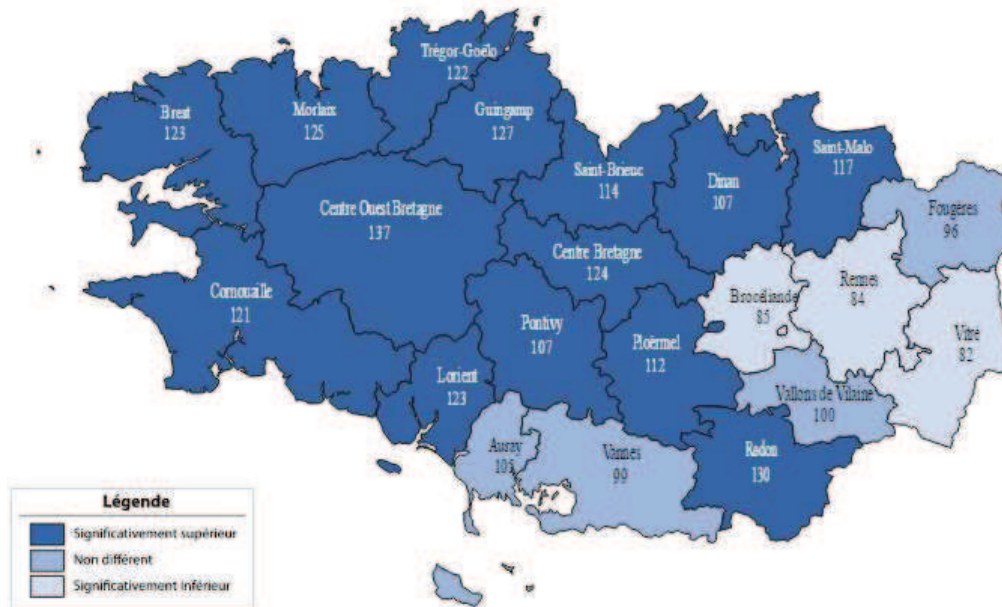 Trégor-Goëlo
122
Brest
123
Morlaix
125
Guingamp
127
Saint-Brieuc
114
Dinan
107
Saint-Malo
117
Fougères
96
Centre Ouest Bretagne
137
Centre Bretagne
124
Brocéliande
85
Rennes
84
Vitré
82
Cornouaille
121
Pontivy
107
Ploërmel
112
Lorient
123
Vallons de Vilaine
100
Auray
105
Vannes
99
Redon
130
Légende
Significativement supérieur
Non différent
Significativement inférieur